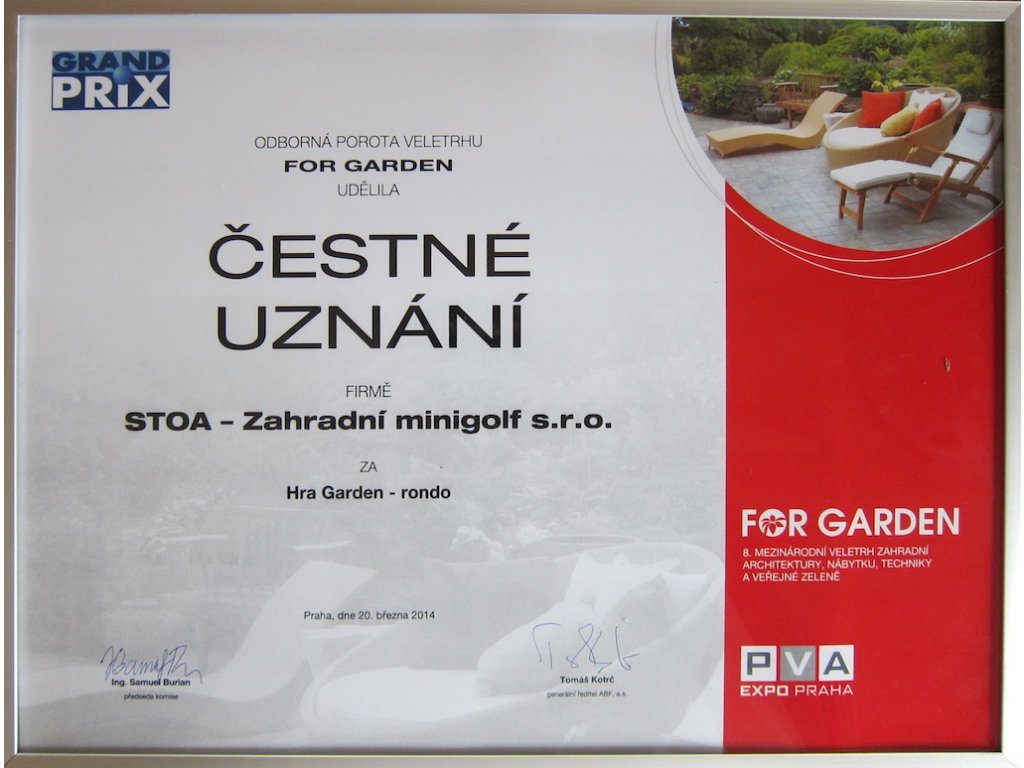 GRAND
PRiX
ODBORNÁ POROTA VELETRHU
FOR GARDEN
UDĚLILA
ČESTNÉ
UZNÁNÍ
FIRMĚ
STOA – Zahradní minigolf s.r.o.
ZA
Hra Garden - rondo
Praha, dne 20. března 2014
Ing. Samuel Burian
předseda komise
Tomáš Kotrč
generální ředitel ABF, a.s.
FOR GARDEN
8. MEZINÁRODNÍ VELETRH ZAHRADNÍ
ARCHITEKTURY, NÁBYTKU, TECHNIKY
A VEŘEJNÉ ZELENĚ
PVA
EXPO PRAHA